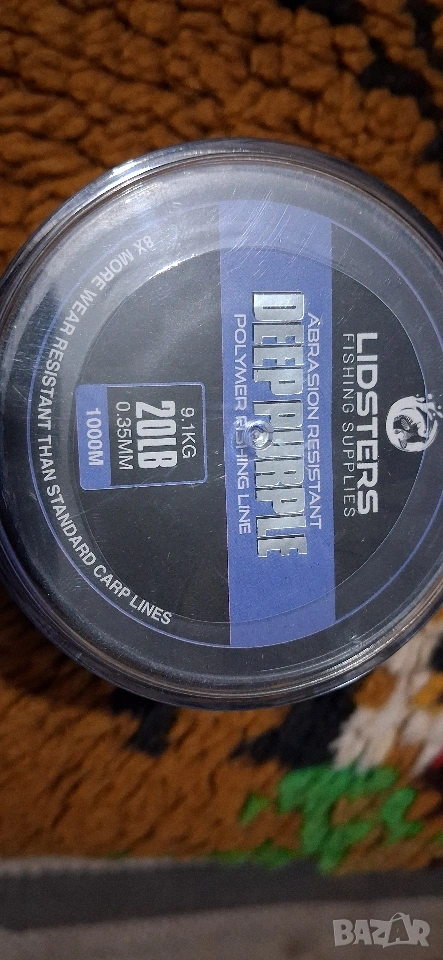 LIDSTERS
FISHING SUPPLIES
ABRASION RESISTANT
DEEP PURPLE
POLYMER FISHING LINE
9.1KG
20LB
0.35MM
1000M
8X MORE WEAR RESISTANT THAN STANDARD CARP LINES
BAZAR